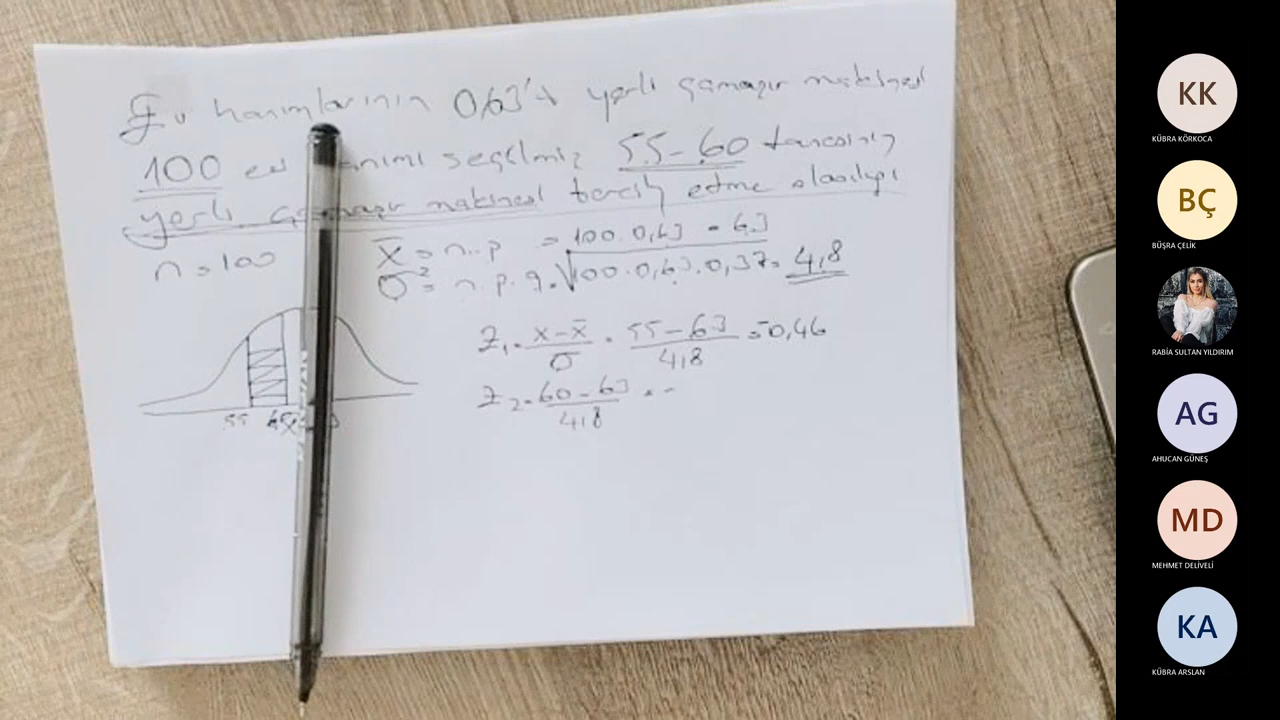 Ev hanımlarının 0,63'ü yerli çamaşır makinesi
100 ev hanımı seçilmiş 55-60 tanesinin
yerli çamaşır makinesi tercih etme olasılığı
n = 100
x̄ = n . p = 100 . 0,63 = 63
σ² = n . p . q = √100 . 0,63 . 0,37 = 4,8
z₁ = x - x̄ / σ = 55 - 63 / 4,8 = 0,46
z₂ = 60 - 63 / 4,8 =
55
KK
KÜBRA KÖRKOCA
BÇ
BÜŞRA ÇELİK
RABİA SULTAN YILDIRIM
AG
AHUCAN GÜNEŞ
MD
MEHMET DELİVELİ
KA
KÜBRA ARSLAN